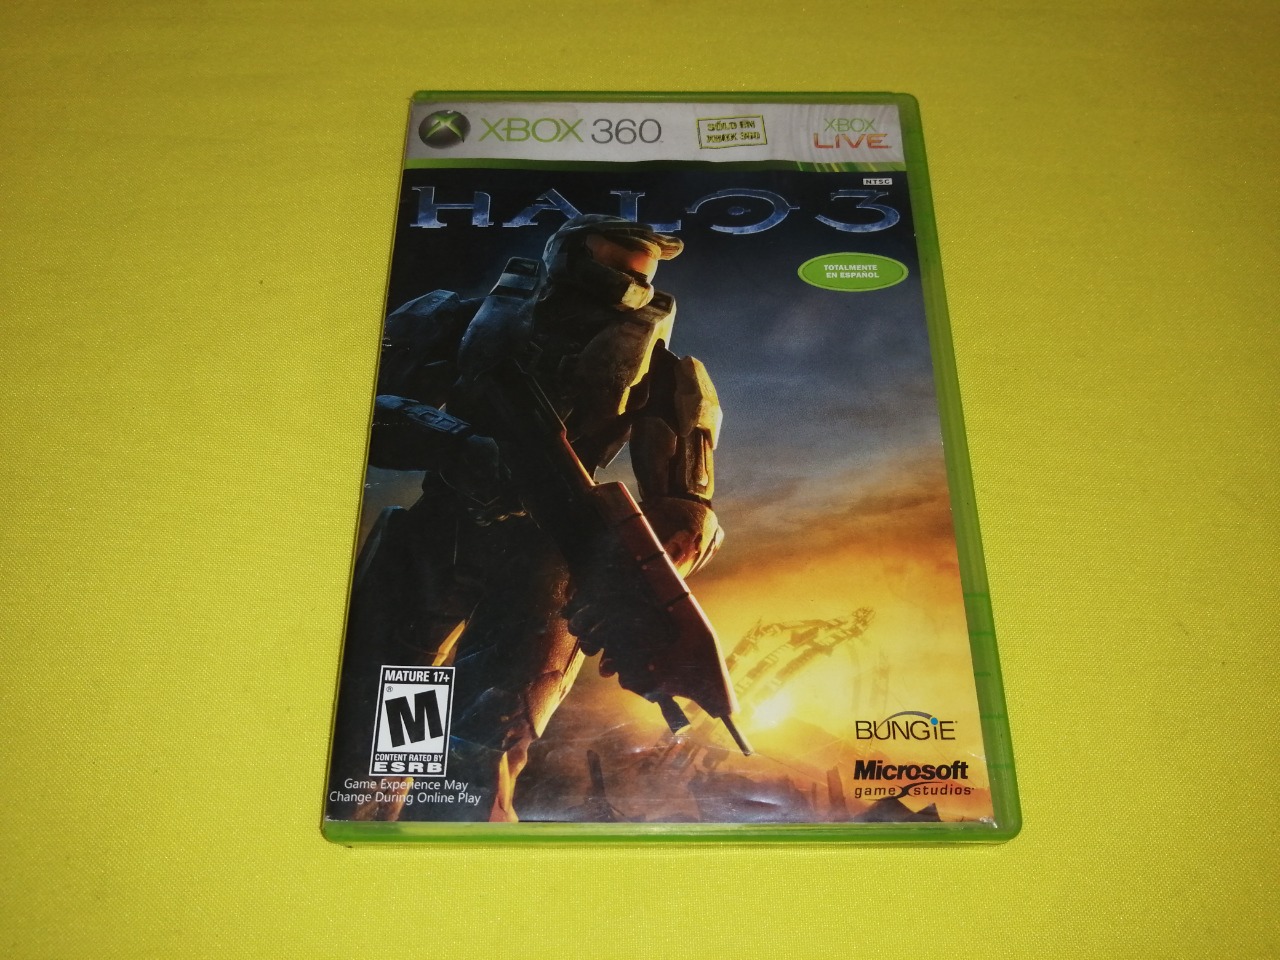 XBOX 360
SÓLO EN
XBOX 360
XBOX
LIVE
NTSC
HALO 3
TOTALMENTE
EN ESPAÑOL
MATURE 17+
M
®
CONTENT RATED BY
ESRB
Game Experience May
Change During Online Play
BUNGiE
Microsoft
game studios